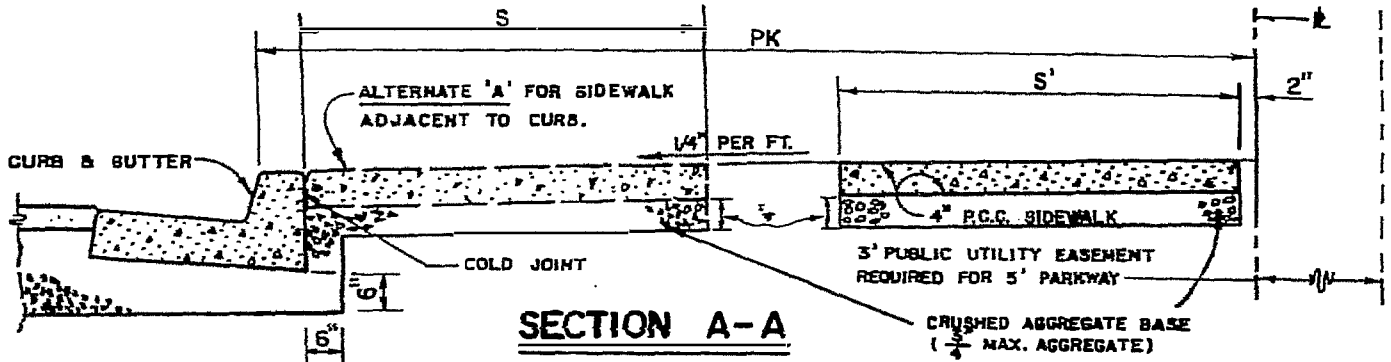 S
PK
ALTERNATE 'A' FOR SIDEWALK
ADJACENT TO CURB.
S'
2"
CURB & GUTTER
1/4" PER FT.
4"
4" P.C.C. SIDEWALK
COLD JOINT
3' PUBLIC UTILITY EASEMENT
REQUIRED FOR 5' PARKWAY
6"
6"
SECTION A-A
CRUSHED AGGREGATE BASE
( 3/4" MAX. AGGREGATE)